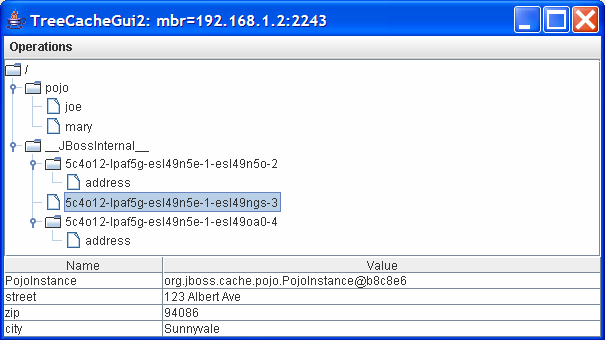 TreeCacheGui2: mbr=192.168.1.2:2243
Operations
/
pojo
joe
mary
__JBossInternal__
5c4o12-lpaf5g-esl49n5e-1-esl49n5o-2
address
5c4o12-lpaf5g-esl49n5e-1-esl49ngs-3
5c4o12-lpaf5g-esl49n5e-1-esl49oa0-4
address
Name Value
PojoInstance org.jboss.cache.pojo.PojoInstance@b8c8e6
street 123 Albert Ave
zip 94086
city Sunnyvale